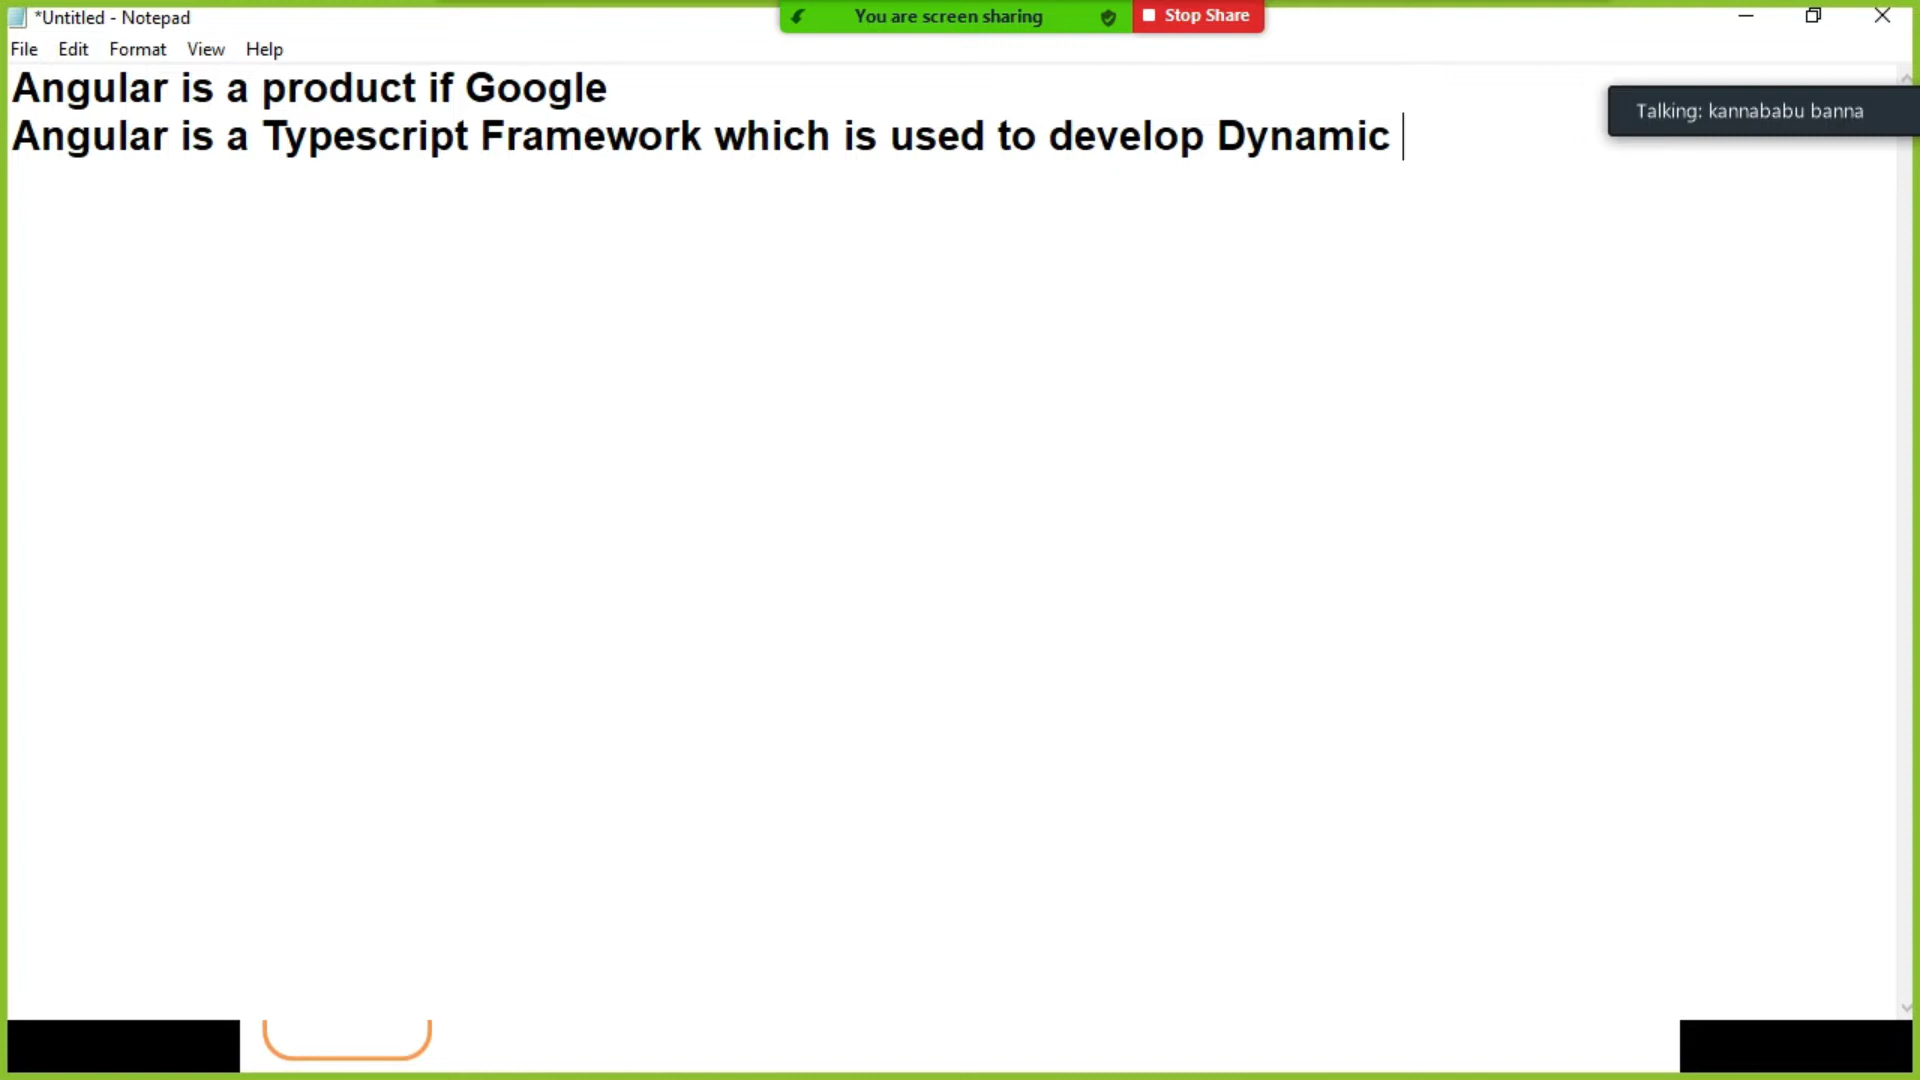 *Untitled - Notepad
You are screen sharing
Stop Share
File Edit Format View Help
Angular is a product if Google
Talking: kannababu banna
Angular is a Typescript Framework which is used to develop Dynamic